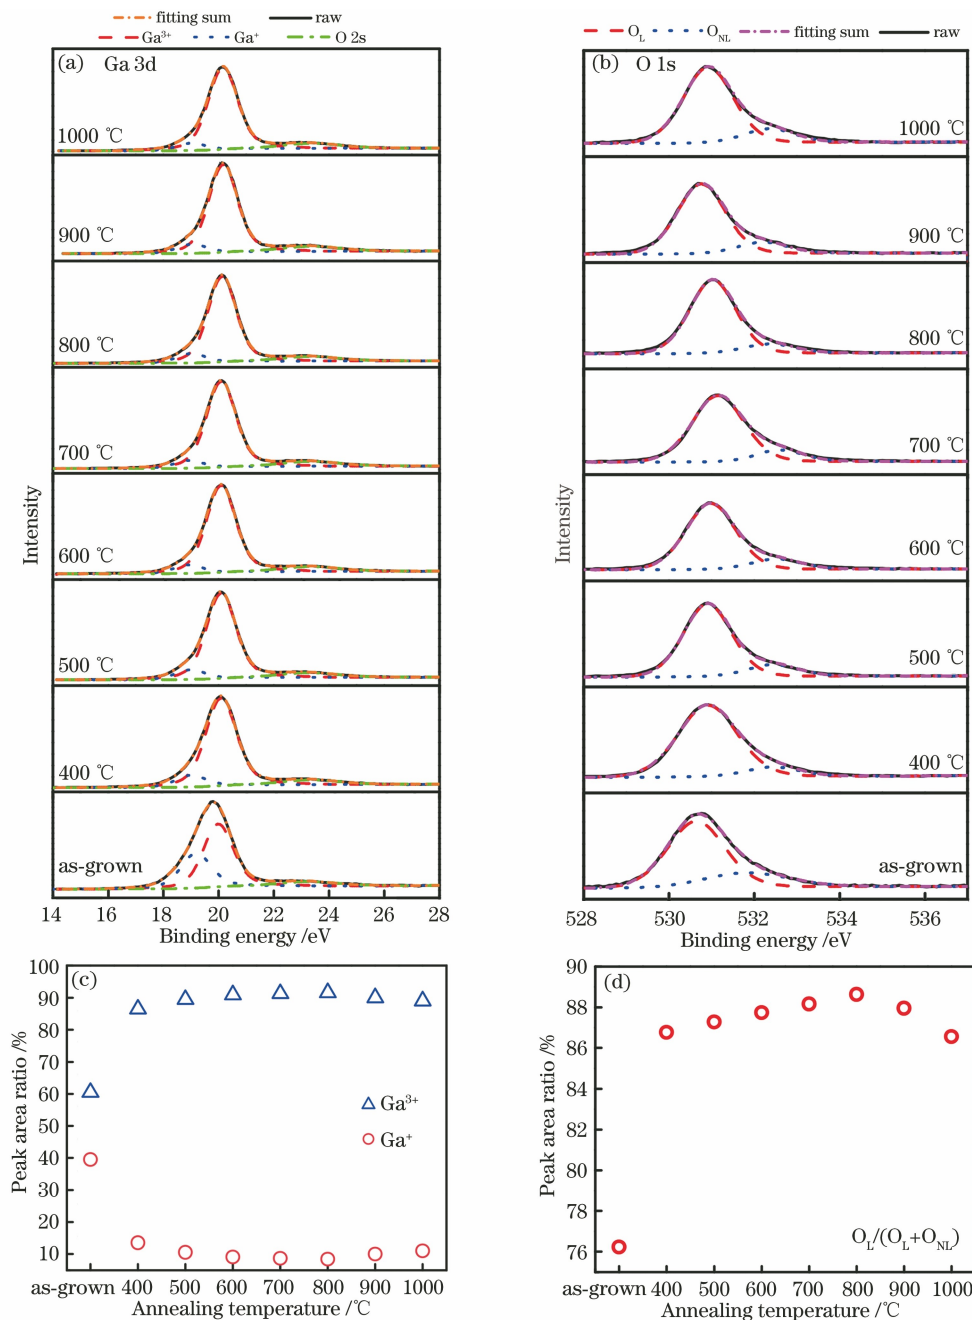 fitting sum raw
Ga³⁺ Ga⁺ O 2s
(a) Ga 3d
1000 ℃
900 ℃
800 ℃
700 ℃
600 ℃
500 ℃
400 ℃
as-grown
Intensity
14 16 18 20 22 24 26 28
Binding energy /eV
O_L O_NL fitting sum raw
(b) O 1s
1000 ℃
900 ℃
800 ℃
700 ℃
600 ℃
500 ℃
400 ℃
as-grown
Intensity
528 530 532 534 536
Binding energy /eV
(c)
100
90
80
70
60
50
40
30
20
10
Peak area ratio /%
Ga³⁺
Ga⁺
as-grown 400 500 600 700 800 900 1000
Annealing temperature /℃
(d)
90
88
86
84
82
80
78
76
Peak area ratio /%
O_L/(O_L+O_NL)
as-grown 400 500 600 700 800 900 1000
Annealing temperature /℃